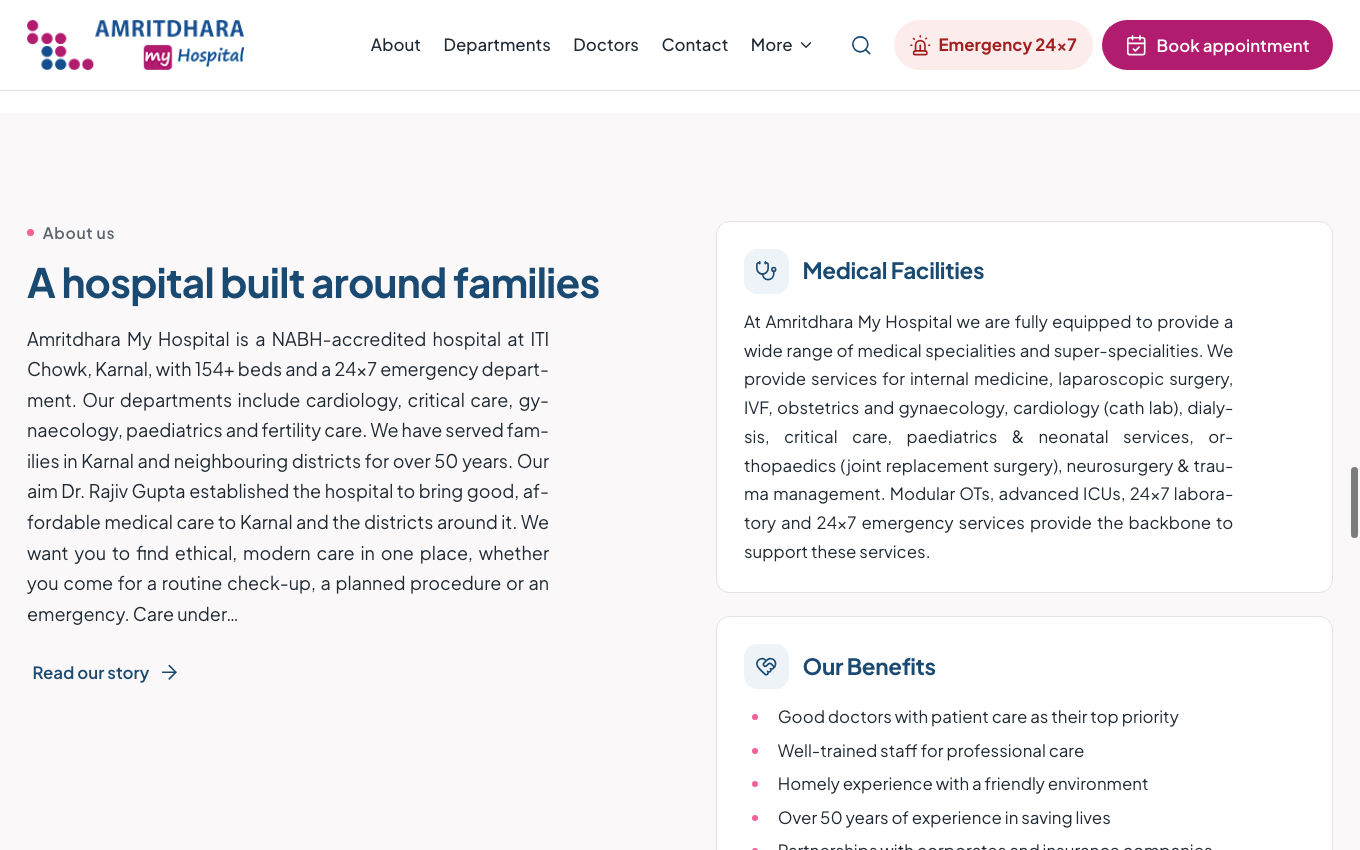 AMRITDHARA
my Hospital
About
Departments
Doctors
Contact
More
Emergency 24×7
Book appointment
About us
A hospital built around families
Amritdhara My Hospital is a NABH-accredited hospital at ITI
Chowk, Karnal, with 154+ beds and a 24×7 emergency depart-
ment. Our departments include cardiology, critical care, gy-
naecology, paediatrics and fertility care. We have served fam-
ilies in Karnal and neighbouring districts for over 50 years. Our
aim Dr. Rajiv Gupta established the hospital to bring good, af-
fordable medical care to Karnal and the districts around it. We
want you to find ethical, modern care in one place, whether
you come for a routine check-up, a planned procedure or an
emergency. Care under…
Read our story
Medical Facilities
At Amritdhara My Hospital we are fully equipped to provide a
wide range of medical specialities and super-specialities. We
provide services for internal medicine, laparoscopic surgery,
IVF, obstetrics and gynaecology, cardiology (cath lab), dialy-
sis, critical care, paediatrics & neonatal services, or-
thopaedics (joint replacement surgery), neurosurgery & trau-
ma management. Modular OTs, advanced ICUs, 24×7 labora-
tory and 24×7 emergency services provide the backbone to
support these services.
Our Benefits
Good doctors with patient care as their top priority
Well-trained staff for professional care
Homely experience with a friendly environment
Over 50 years of experience in saving lives
Partnerships with corporates and insurance companies